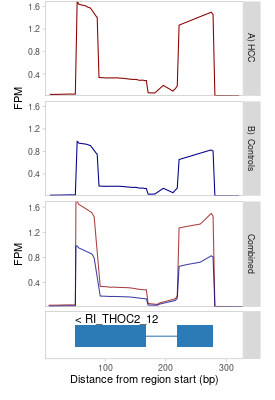 1.6
1.2
0.8
0.4
FPM
A) HCC
1.6
1.2
0.8
0.4
B) Controls
1.6
1.2
0.8
0.4
FPM
Combined
< RI_THOC2_12
0
100
200
300
Distance from region start (bp)